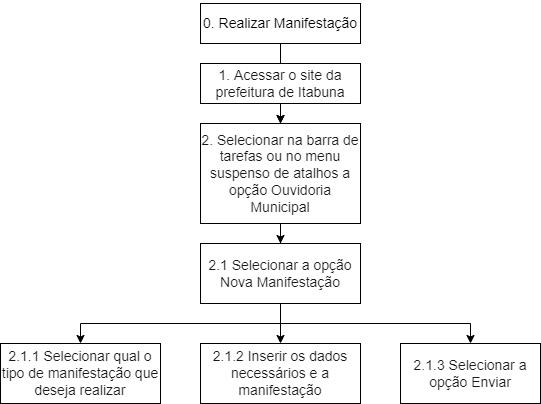 0. Realizar Manifestação
1. Acessar o site da
prefeitura de Itabuna
2. Selecionar na barra de
tarefas ou no menu
suspenso de atalhos a
opção Ouvidoria
Municipal
2.1 Selecionar a opção
Nova Manifestação
2.1.1 Selecionar qual o
tipo de manifestação que
deseja realizar
2.1.2 Inserir os dados
necessários e a
manifestação
2.1.3 Selecionar a
opção Enviar